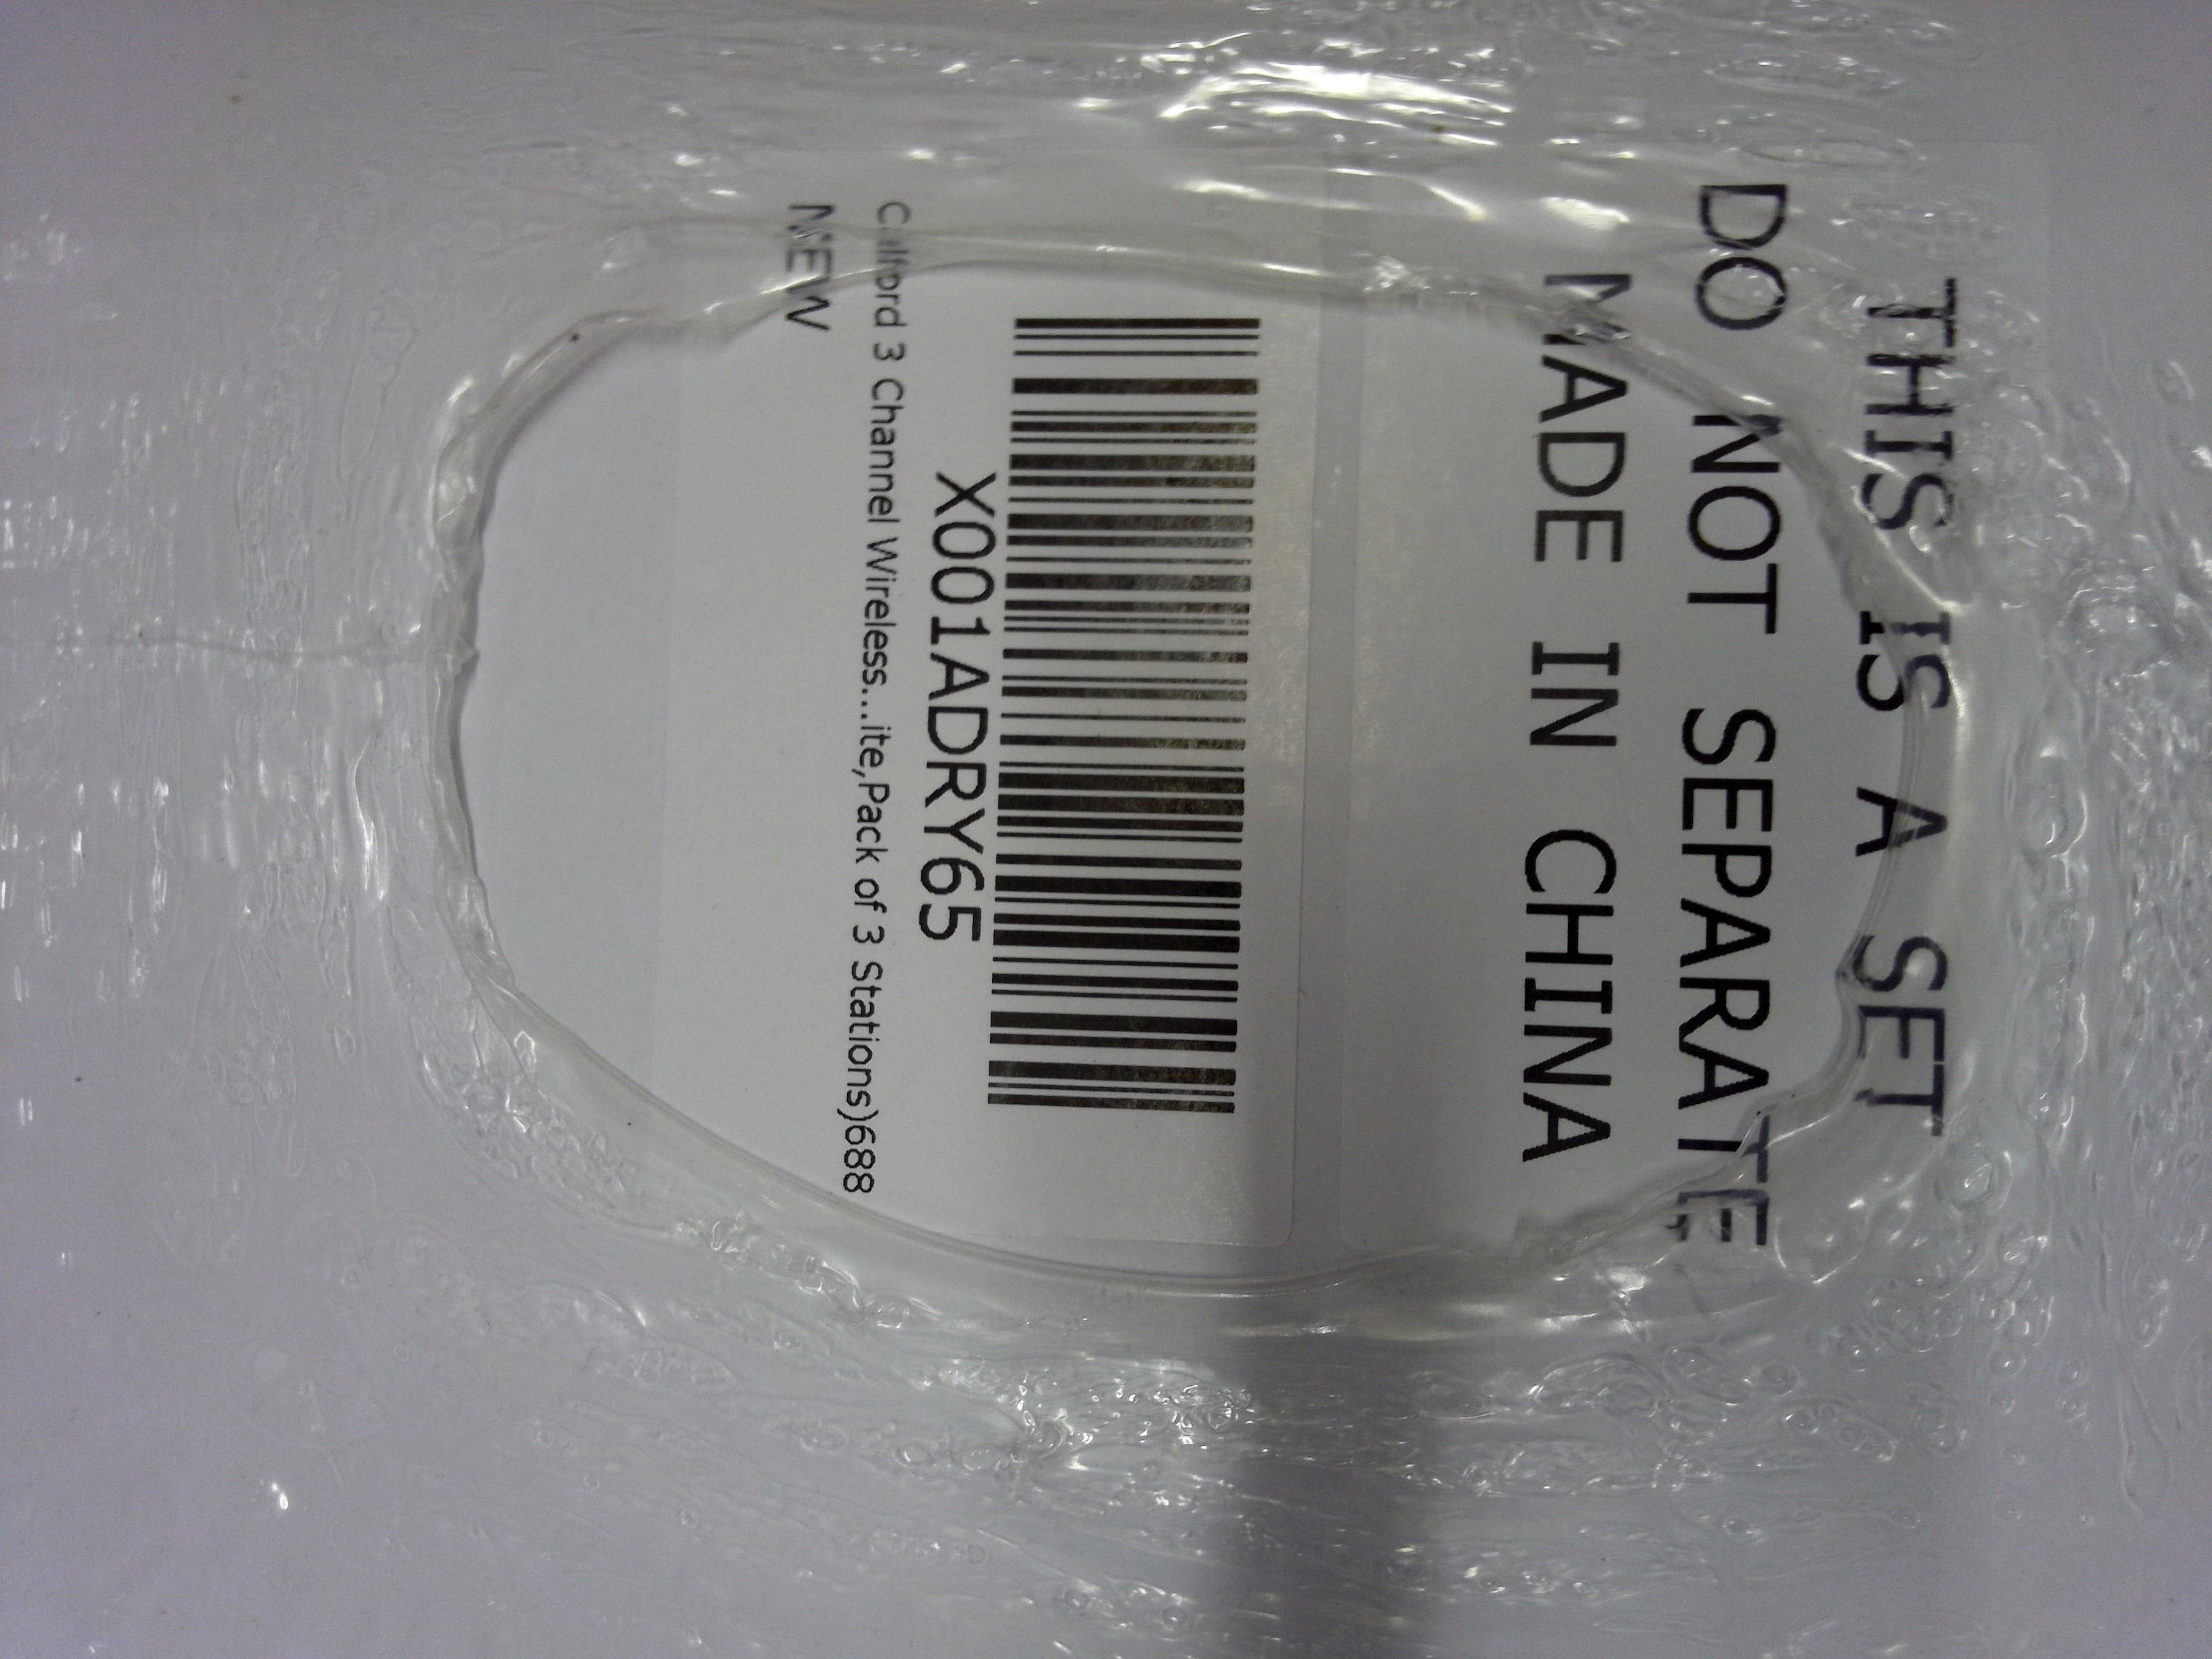 THIS IS A SET
DO NOT SEPARATE
MADE IN CHINA
X001ADRY65
3 Channel Wireless...ite,Pack of 3 Stations)688
NEW